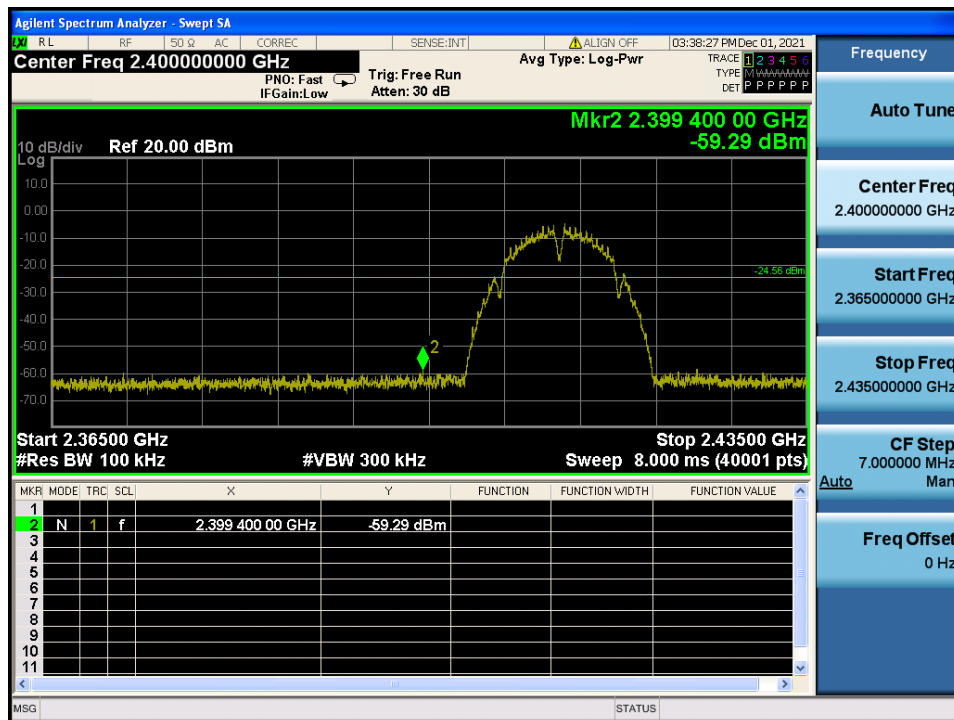 Agilent Spectrum Analyzer - Swept SA
LXI RL RF 50 Ω AC CORREC SENSE:INT ALIGN OFF 03:38:27 PM Dec 01, 2021
Center Freq 2.400000000 GHz
PNO: Fast
IFGain:Low
Trig: Free Run
Atten: 30 dB
Avg Type: Log-Pwr
TRACE 1 2 3 4 5 6
TYPE M WWWWW
DET P P P P P P
Mkr2 2.399 400 00 GHz
-59.29 dBm
10 dB/div Ref 20.00 dBm
Log
10.0
0.00
-10.0
-20.0
-24.56 dBm
-30.0
-40.0
-50.0
2
-60.0
-70.0
Start 2.36500 GHz Stop 2.43500 GHz
#Res BW 100 kHz #VBW 300 kHz Sweep 8.000 ms (40001 pts)
MKR MODE TRC SCL X Y FUNCTION FUNCTION WIDTH FUNCTION VALUE
1
2 N 1 f 2.399 400 00 GHz -59.29 dBm
3
4
5
6
7
8
9
10
11
MSG STATUS
Frequency
Auto Tune
Center Freq
2.400000000 GHz
Start Freq
2.365000000 GHz
Stop Freq
2.435000000 GHz
CF Step
7.000000 MHz
Auto Man
Freq Offset
0 Hz